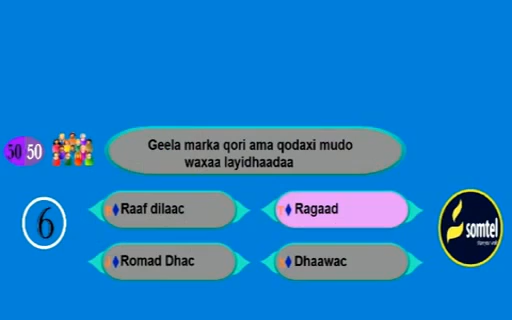 Geela marka qori ama qodaxi mudo
waxaa layidhaadaa
50 50
Raaf dilaac
Ragaad
6
Romad Dhac
Dhaawac
somtel